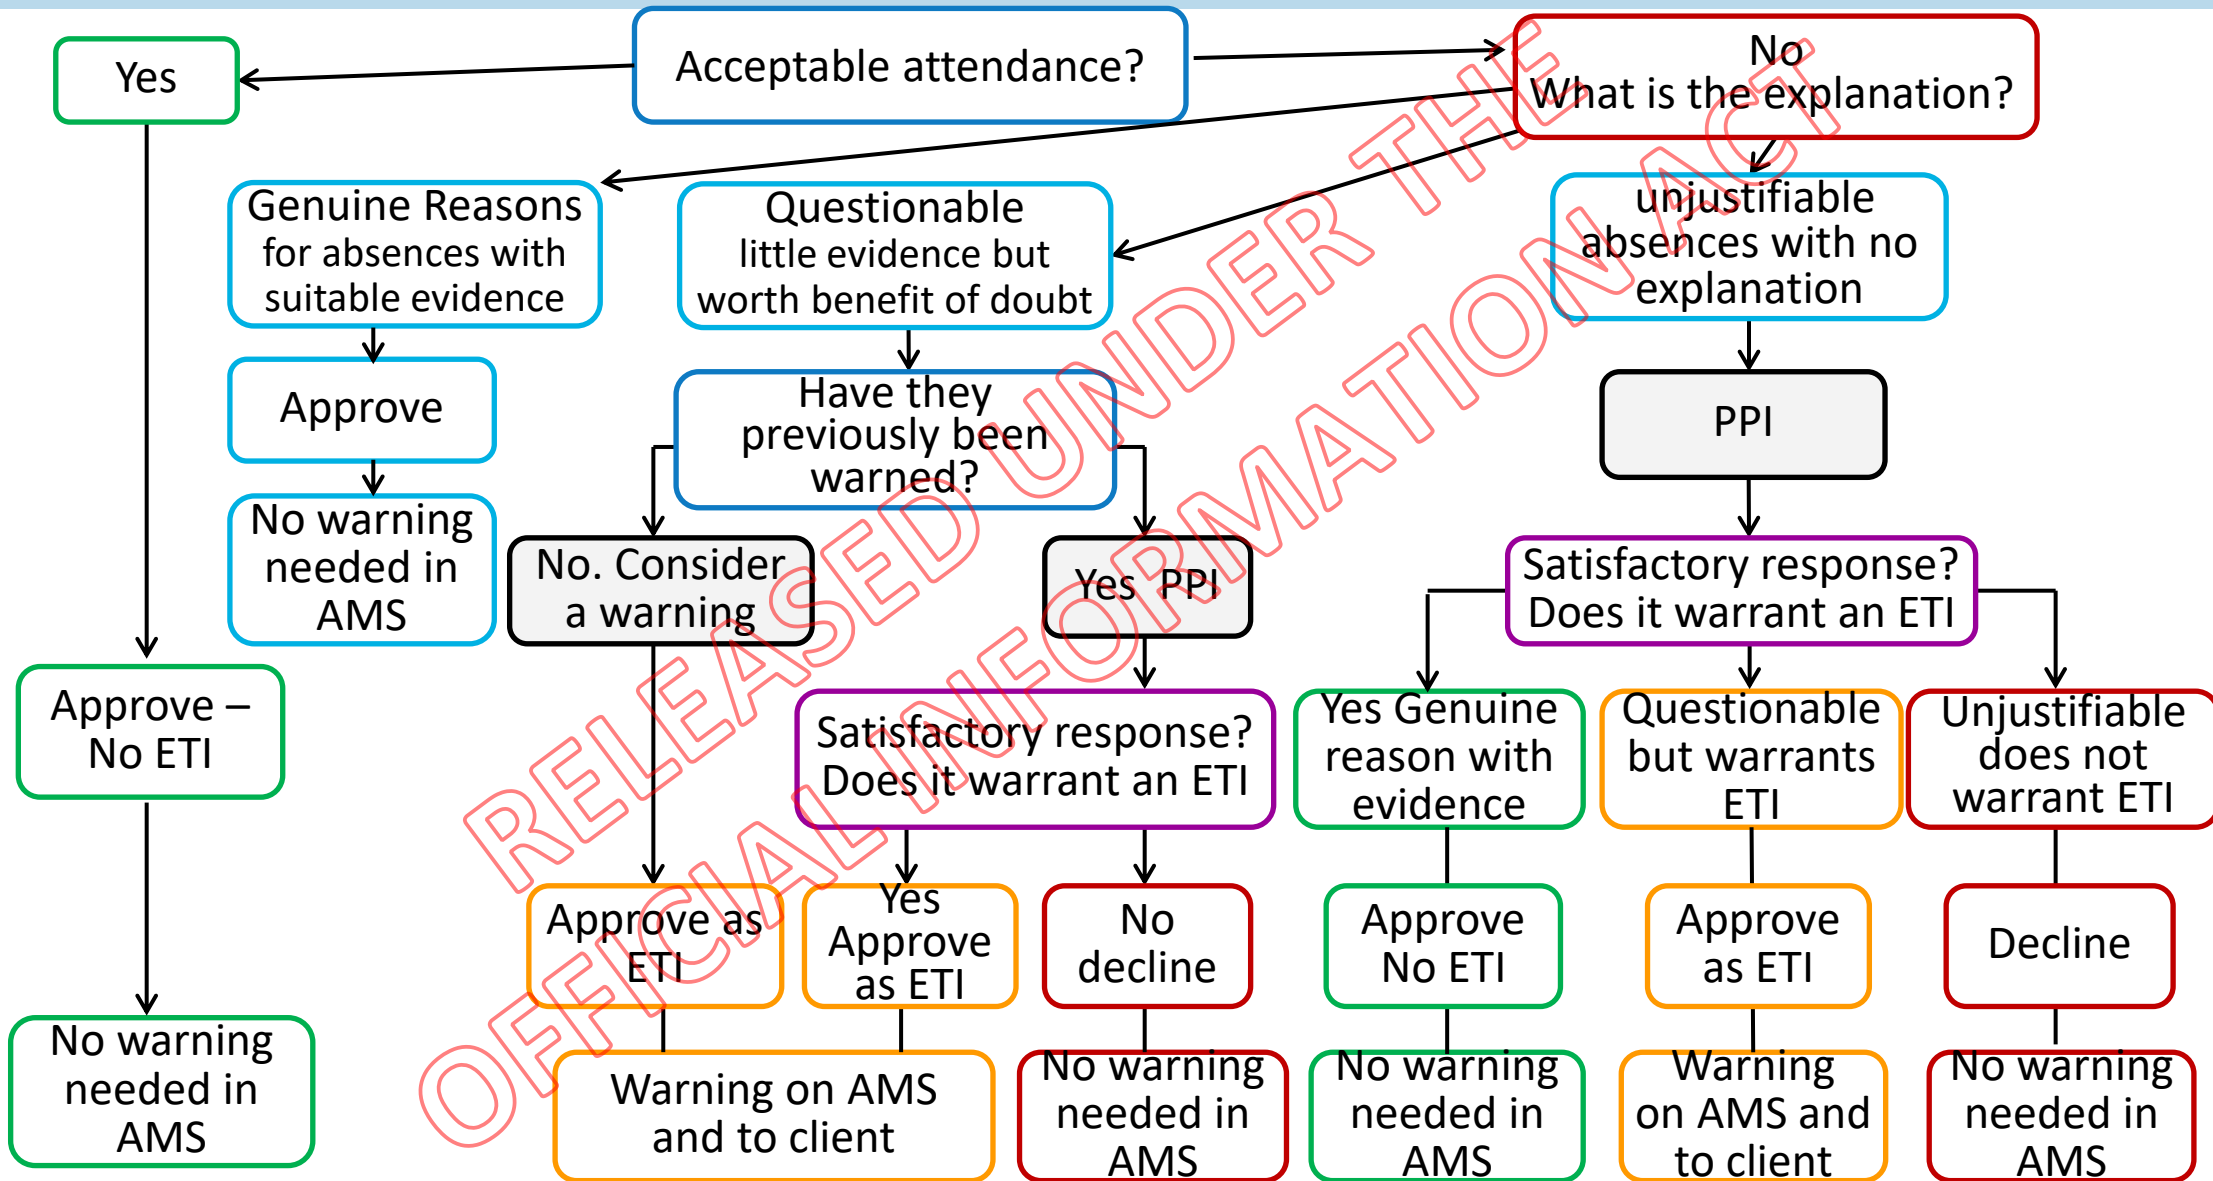 Acceptable attendance?
Yes
No
What is the explanation?
Genuine Reasons
for absences with
suitable evidence
Questionable
little evidence but
worth benefit of doubt
unjustifiable
absences with no
explanation
Approve
Have they
previously been
warned?
PPI
No warning
needed in
AMS
No. Consider
a warning
Yes PPI
Satisfactory response?
Does it warrant an ETI
Approve –
No ETI
Satisfactory response?
Does it warrant an ETI
Yes Genuine
reason with
evidence
Questionable
but warrants
ETI
Unjustifiable
does not
warrant ETI
Approve as
ETI
Yes
Approve
as ETI
No
decline
Approve
No ETI
Approve
as ETI
Decline
No warning
needed in
AMS
Warning on AMS
and to client
No warning
needed in
AMS
No warning
needed in
AMS
Warning
on AMS and
to client
No warning
needed in
AMS
RELEASED UNDER THE
OFFICIAL INFORMATION ACT